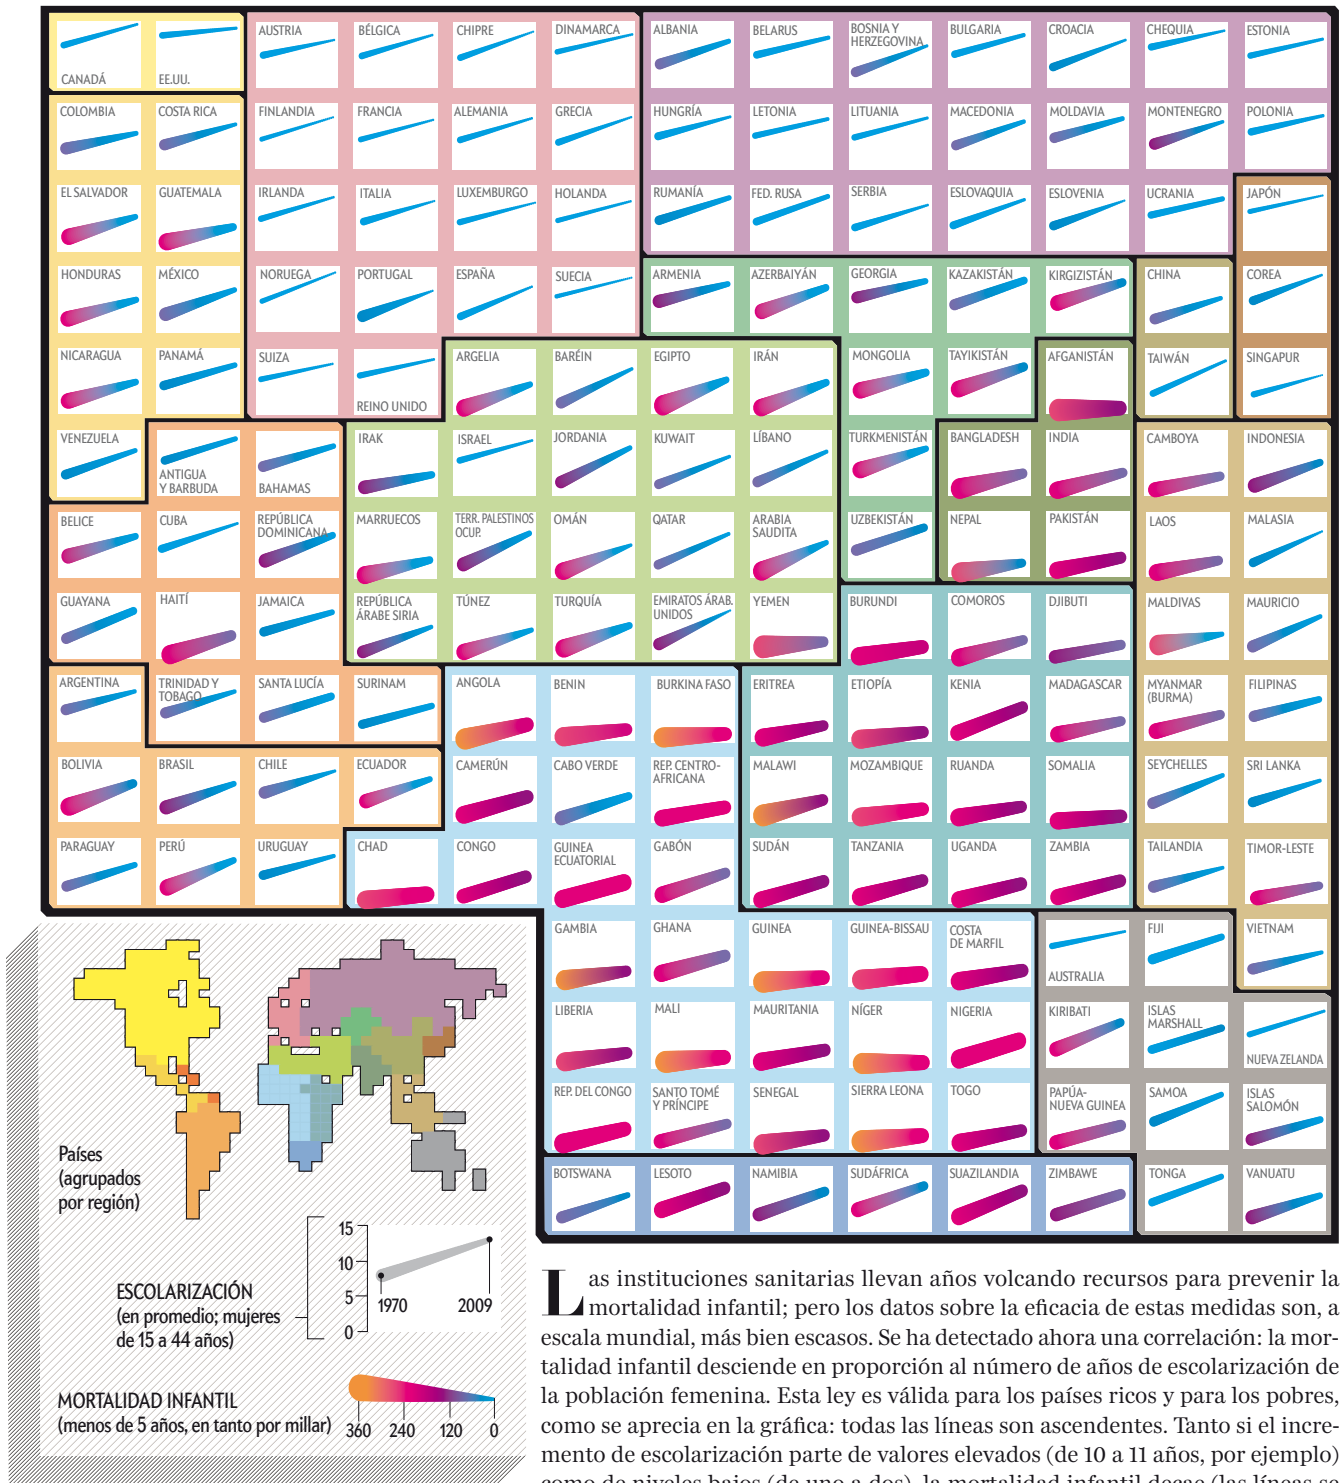 CANADÁ
EE.UU.
AUSTRIA
BÉLGICA
CHIPRE
DINAMARCA
ALBANIA
BELARUS
BOSNIA Y
HERZEGOVINA
BULGARIA
CROACIA
CHEQUIA
ESTONIA
COLOMBIA
COSTA RICA
FINLANDIA
FRANCIA
ALEMANIA
GRECIA
HUNGRÍA
LETONIA
LITUANIA
MACEDONIA
MOLDAVIA
MONTENEGRO
POLONIA
EL SALVADOR
GUATEMALA
IRLANDA
ITALIA
LUXEMBURGO
HOLANDA
RUMANÍA
FED. RUSA
SERBIA
ESLOVAQUIA
ESLOVENIA
UCRANIA
JAPÓN
HONDURAS
MÉXICO
NORUEGA
PORTUGAL
ESPAÑA
SUECIA
ARMENIA
AZERBAIYÁN
GEORGIA
KAZAKISTÁN
KIRGIZISTÁN
CHINA
COREA
NICARAGUA
PANAMÁ
SUIZA
REINO UNIDO
ARGELIA
BARÉIN
EGIPTO
IRÁN
MONGOLIA
TAYIKISTÁN
AFGANISTÁN
TAIWÁN
SINGAPUR
VENEZUELA
ANTIGUA
Y BARBUDA
BAHAMAS
IRAK
ISRAEL
JORDANIA
KUWAIT
LÍBANO
TURKMENISTÁN
BANGLADESH
INDIA
CAMBOYA
INDONESIA
BELICE
CUBA
REPÚBLICA
DOMINICANA
MARRUECOS
TERR. PALESTINOS
OCUP.
OMÁN
QATAR
ARABIA
SAUDITA
UZBEKISTÁN
NEPAL
PAKISTÁN
LAOS
MALASIA
GUAYANA
HAITÍ
JAMAICA
REPÚBLICA
ÁRABE SIRIA
TÚNEZ
TURQUÍA
EMIRATOS ÁRAB.
UNIDOS
YEMEN
BURUNDI
COMOROS
DJIBUTI
MALDIVAS
MAURICIO
ARGENTINA
TRINIDAD Y
TOBAGO
SANTA LUCÍA
SURINAM
ANGOLA
BENIN
BURKINA FASO
ERITREA
ETIOPÍA
KENIA
MADAGASCAR
MYANMAR
(BURMA)
FILIPINAS
BOLIVIA
BRASIL
CHILE
ECUADOR
CAMERÚN
CABO VERDE
REP. CENTRO-
AFRICANA
MALAWI
MOZAMBIQUE
RUANDA
SOMALIA
SEYCHELLES
SRI LANKA
PARAGUAY
PERÚ
URUGUAY
CHAD
CONGO
GUINEA
ECUATORIAL
GABÓN
SUDÁN
TANZANIA
UGANDA
ZAMBIA
TAILANDIA
TIMOR-LESTE
GAMBIA
GHANA
GUINEA
GUINEA-BISSAU
COSTA
DE MARFIL
AUSTRALIA
FIJI
VIETNAM
LIBERIA
MALI
MAURITANIA
NÍGER
NIGERIA
KIRIBATI
ISLAS
MARSHALL
NUEVA ZELANDA
REP. DEL CONGO
SANTO TOMÉ
Y PRÍNCIPE
SENEGAL
SIERRA LEONA
TOGO
PAPÚA-
NUEVA GUINEA
SAMOA
ISLAS
SALOMÓN
BOTSWANA
LESOTO
NAMIBIA
SUDÁFRICA
SUAZILANDIA
ZIMBAWE
TONGA
VANUATU
Países
(agrupados
por región)
ESCOLARIZACIÓN
(en promedio; mujeres
de 15 a 44 años)
15
10
5
0
1970 2009
MORTALIDAD INFANTIL
(menos de 5 años, en tanto por millar)
360 240 120 0
Las instituciones sanitarias llevan años volcando recursos para prevenir la
mortalidad infantil; pero los datos sobre la eficacia de estas medidas son, a
escala mundial, más bien escasos. Se ha detectado ahora una correlación: la mor-
talidad infantil desciende en proporción al número de años de escolarización de
la población femenina. Esta ley es válida para los países ricos y para los pobres,
como se aprecia en la gráfica: todas las líneas son ascendentes. Tanto si el incre-
mento de escolarización parte de valores elevados (de 10 a 11 años, por ejemplo)
como de niveles bajos (de uno a dos), la mortalidad infantil decae (las líneas se